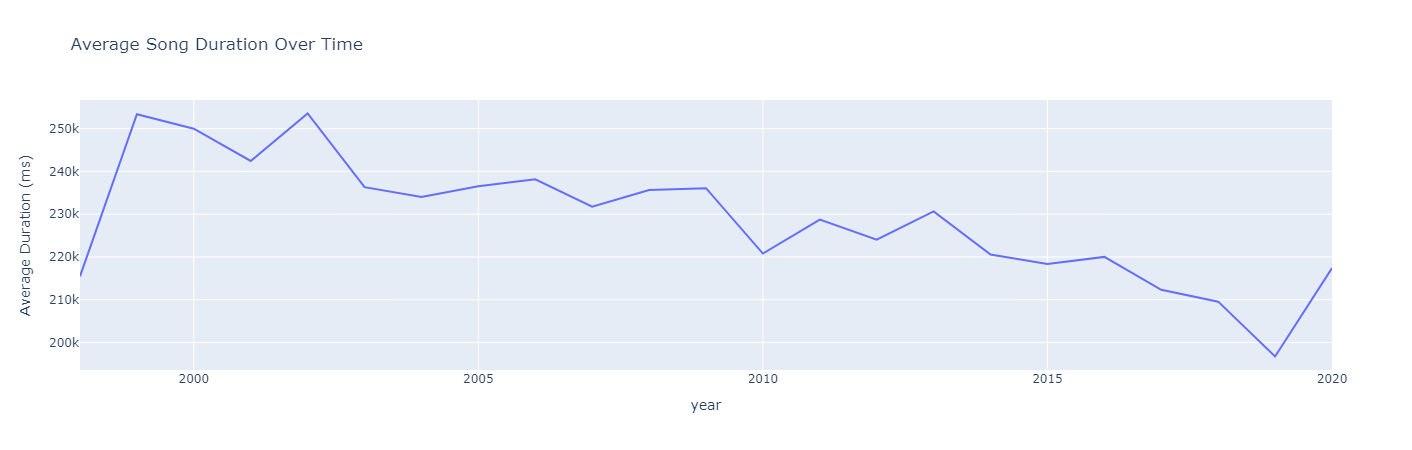 Average Song Duration Over Time
Average Duration (ms)
250k
240k
230k
220k
210k
200k
2000
2005
2010
2015
2020
year